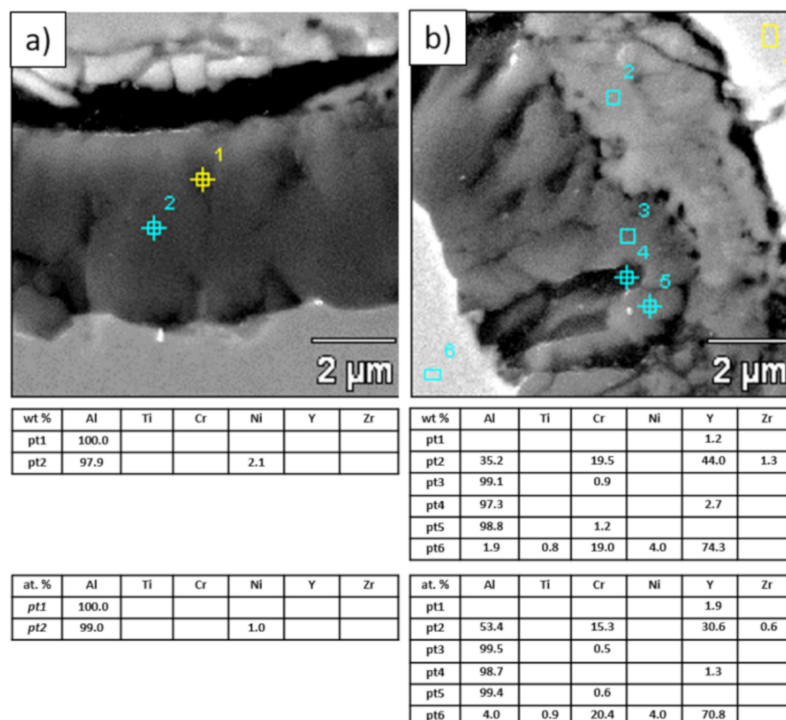 a)
1
2
2 µm
b)
2
3
4
5
6
2 µm
wt % Al Ti Cr Ni Y Zr
pt1 100.0
pt2 97.9 2.1
at. % Al Ti Cr Ni Y Zr
pt1 100.0
pt2 99.0 1.0
wt % Al Ti Cr Ni Y Zr
pt1 1.2
pt2 35.2 19.5 44.0 1.3
pt3 99.1 0.9
pt4 97.3 2.7
pt5 98.8 1.2
pt6 1.9 0.8 19.0 4.0 74.3
at. % Al Ti Cr Ni Y Zr
pt1 1.9
pt2 53.4 15.3 30.6 0.6
pt3 99.5 0.5
pt4 98.7 1.3
pt5 99.4 0.6
pt6 4.0 0.9 20.4 4.0 70.8